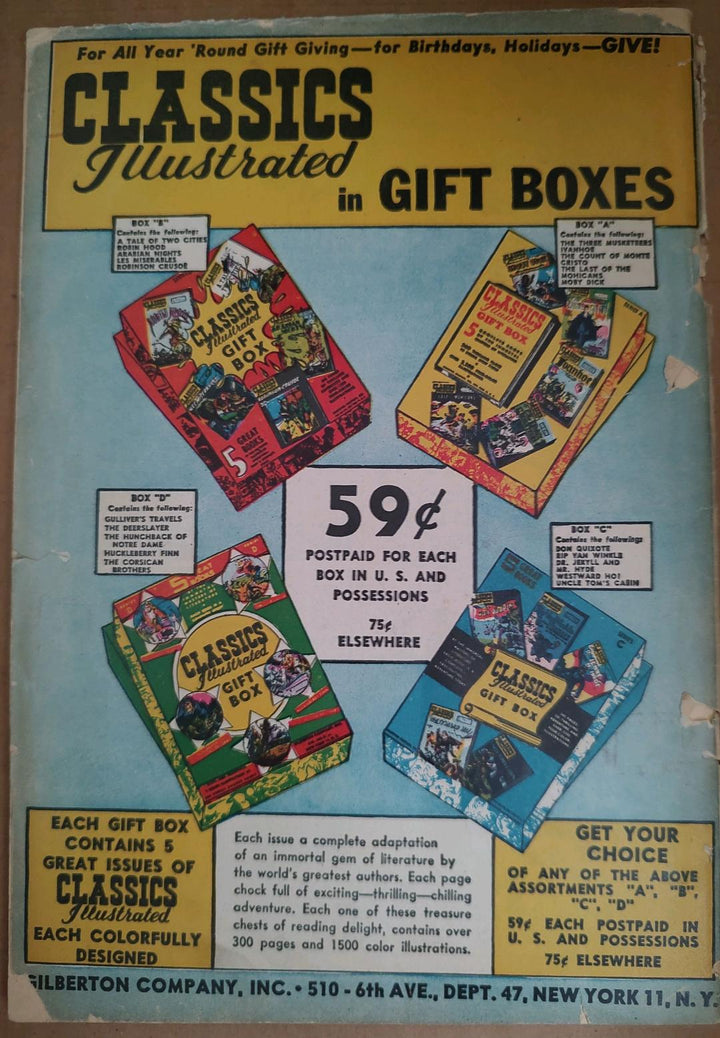 For All Year 'Round Gift Giving—for Birthdays, Holidays—GIVE!
CLASSICS
Illustrated
in GIFT BOXES
BOX "B"
Contains the following:
A TALE OF TWO CITIES
ROBIN HOOD
ARABIAN NIGHTS
LES MISERABLES
ROBINSON CRUSOE
BOX "A"
Contains the following:
THE THREE MUSKETEERS
IVANHOE
THE COUNT OF MONTE
CRISTO
THE LAST OF THE
MOHICANS
MOBY DICK
CLASSICS
Illustrated
GIFT
BOX
5
GREAT
BOOKS
CLASSICS
Illustrated
GIFT BOX
5
59¢
POSTPAID FOR EACH
BOX IN U. S. AND
POSSESSIONS
75¢
ELSEWHERE
BOX "D"
Contains the following:
GULLIVER'S TRAVELS
THE DEERSLAYER
THE HUNCHBACK OF
NOTRE DAME
HUCKLEBERRY FINN
THE CORSICAN
BROTHERS
BOX "C"
Contains the following:
DON QUIXOTE
RIP VAN WINKLE
DR. JEKYLL AND
MR. HYDE
WESTWARD HO!
UNCLE TOM'S CABIN
5 GREAT
BOOKS
CLASSICS
Illustrated
GIFT
BOX
5 GREAT
BOOKS
CLASSICS
Illustrated
GIFT BOX
EACH GIFT BOX
CONTAINS 5
GREAT ISSUES OF
CLASSICS
Illustrated
EACH COLORFULLY
DESIGNED
Each issue a complete adaptation
of an immortal gem of literature by
the world's greatest authors. Each page
chock full of exciting—thrilling—chilling
adventure. Each one of these treasure
chests of reading delight, contains over
300 pages and 1500 color illustrations.
GET YOUR
CHOICE
OF ANY OF THE ABOVE
ASSORTMENTS "A", "B",
"C", "D"
59¢ EACH POSTPAID IN
U. S. AND POSSESSIONS
75¢ ELSEWHERE
GILBERTON COMPANY, INC. • 510 - 6th AVE., DEPT. 47, NEW YORK 11, N. Y.